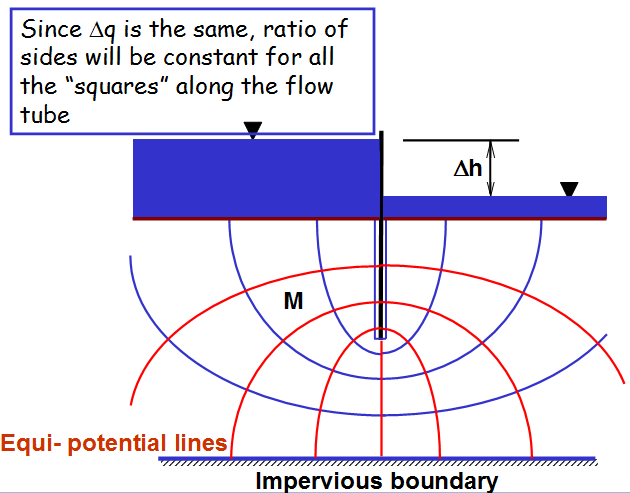 Since Δq is the same, ratio of
sides will be constant for all
the “squares” along the flow
tube
Δh
M
Equi- potential lines
Impervious boundary